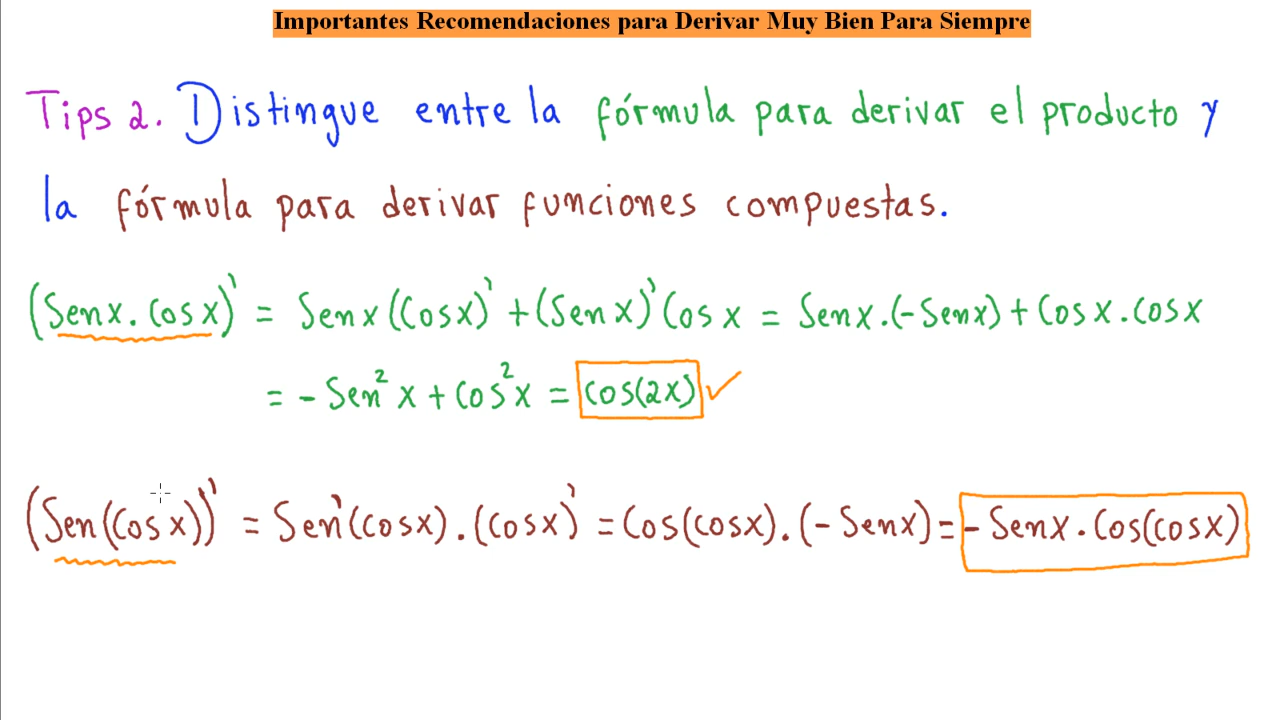 Importantes Recomendaciones para Derivar Muy Bien Para Siempre
Tips 2. Distingue entre la fórmula para derivar el producto y
la fórmula para derivar funciones compuestas.
(Senx. Cosx)' = Senx(Cosx)' + (Senx)' Cosx = Senx.(-Senx) + Cosx.Cosx
= - Sen²x + Cos²x = Cos(2x) ✓
(Sen(Cosx))' = Sen'(Cosx).(Cosx)' = Cos(Cosx).(-Senx) = - Senx.Cos(Cosx)